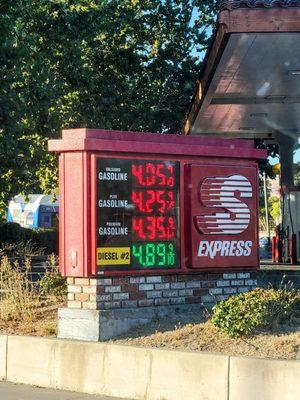 UNLEADED
GASOLINE 4.05 9/10
PLUS
GASOLINE 4.25 9/10
PREMIUM
GASOLINE 4.35 9/10
DIESEL #2 4.89 9/10
S
EXPRESS